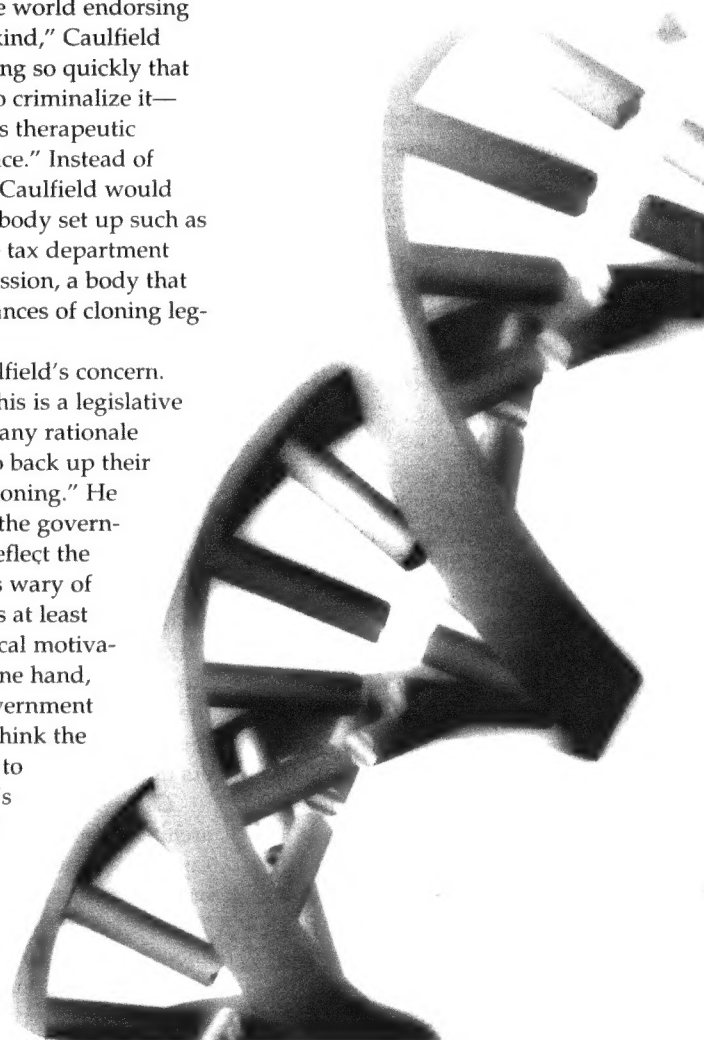 e world endorsing
kind," Caulfield
ng so quickly that
o criminalize it—
s therapeutic
ce." Instead of
Caulfield would
body set up such as
tax department
ssion, a body that
nces of cloning leg-
lfield's concern.
his is a legislative
any rationale
o back up their
oning." He
the govern-
eflect the
s wary of
s at least
cal motiva-
ne hand,
vernment
hink the
to
s